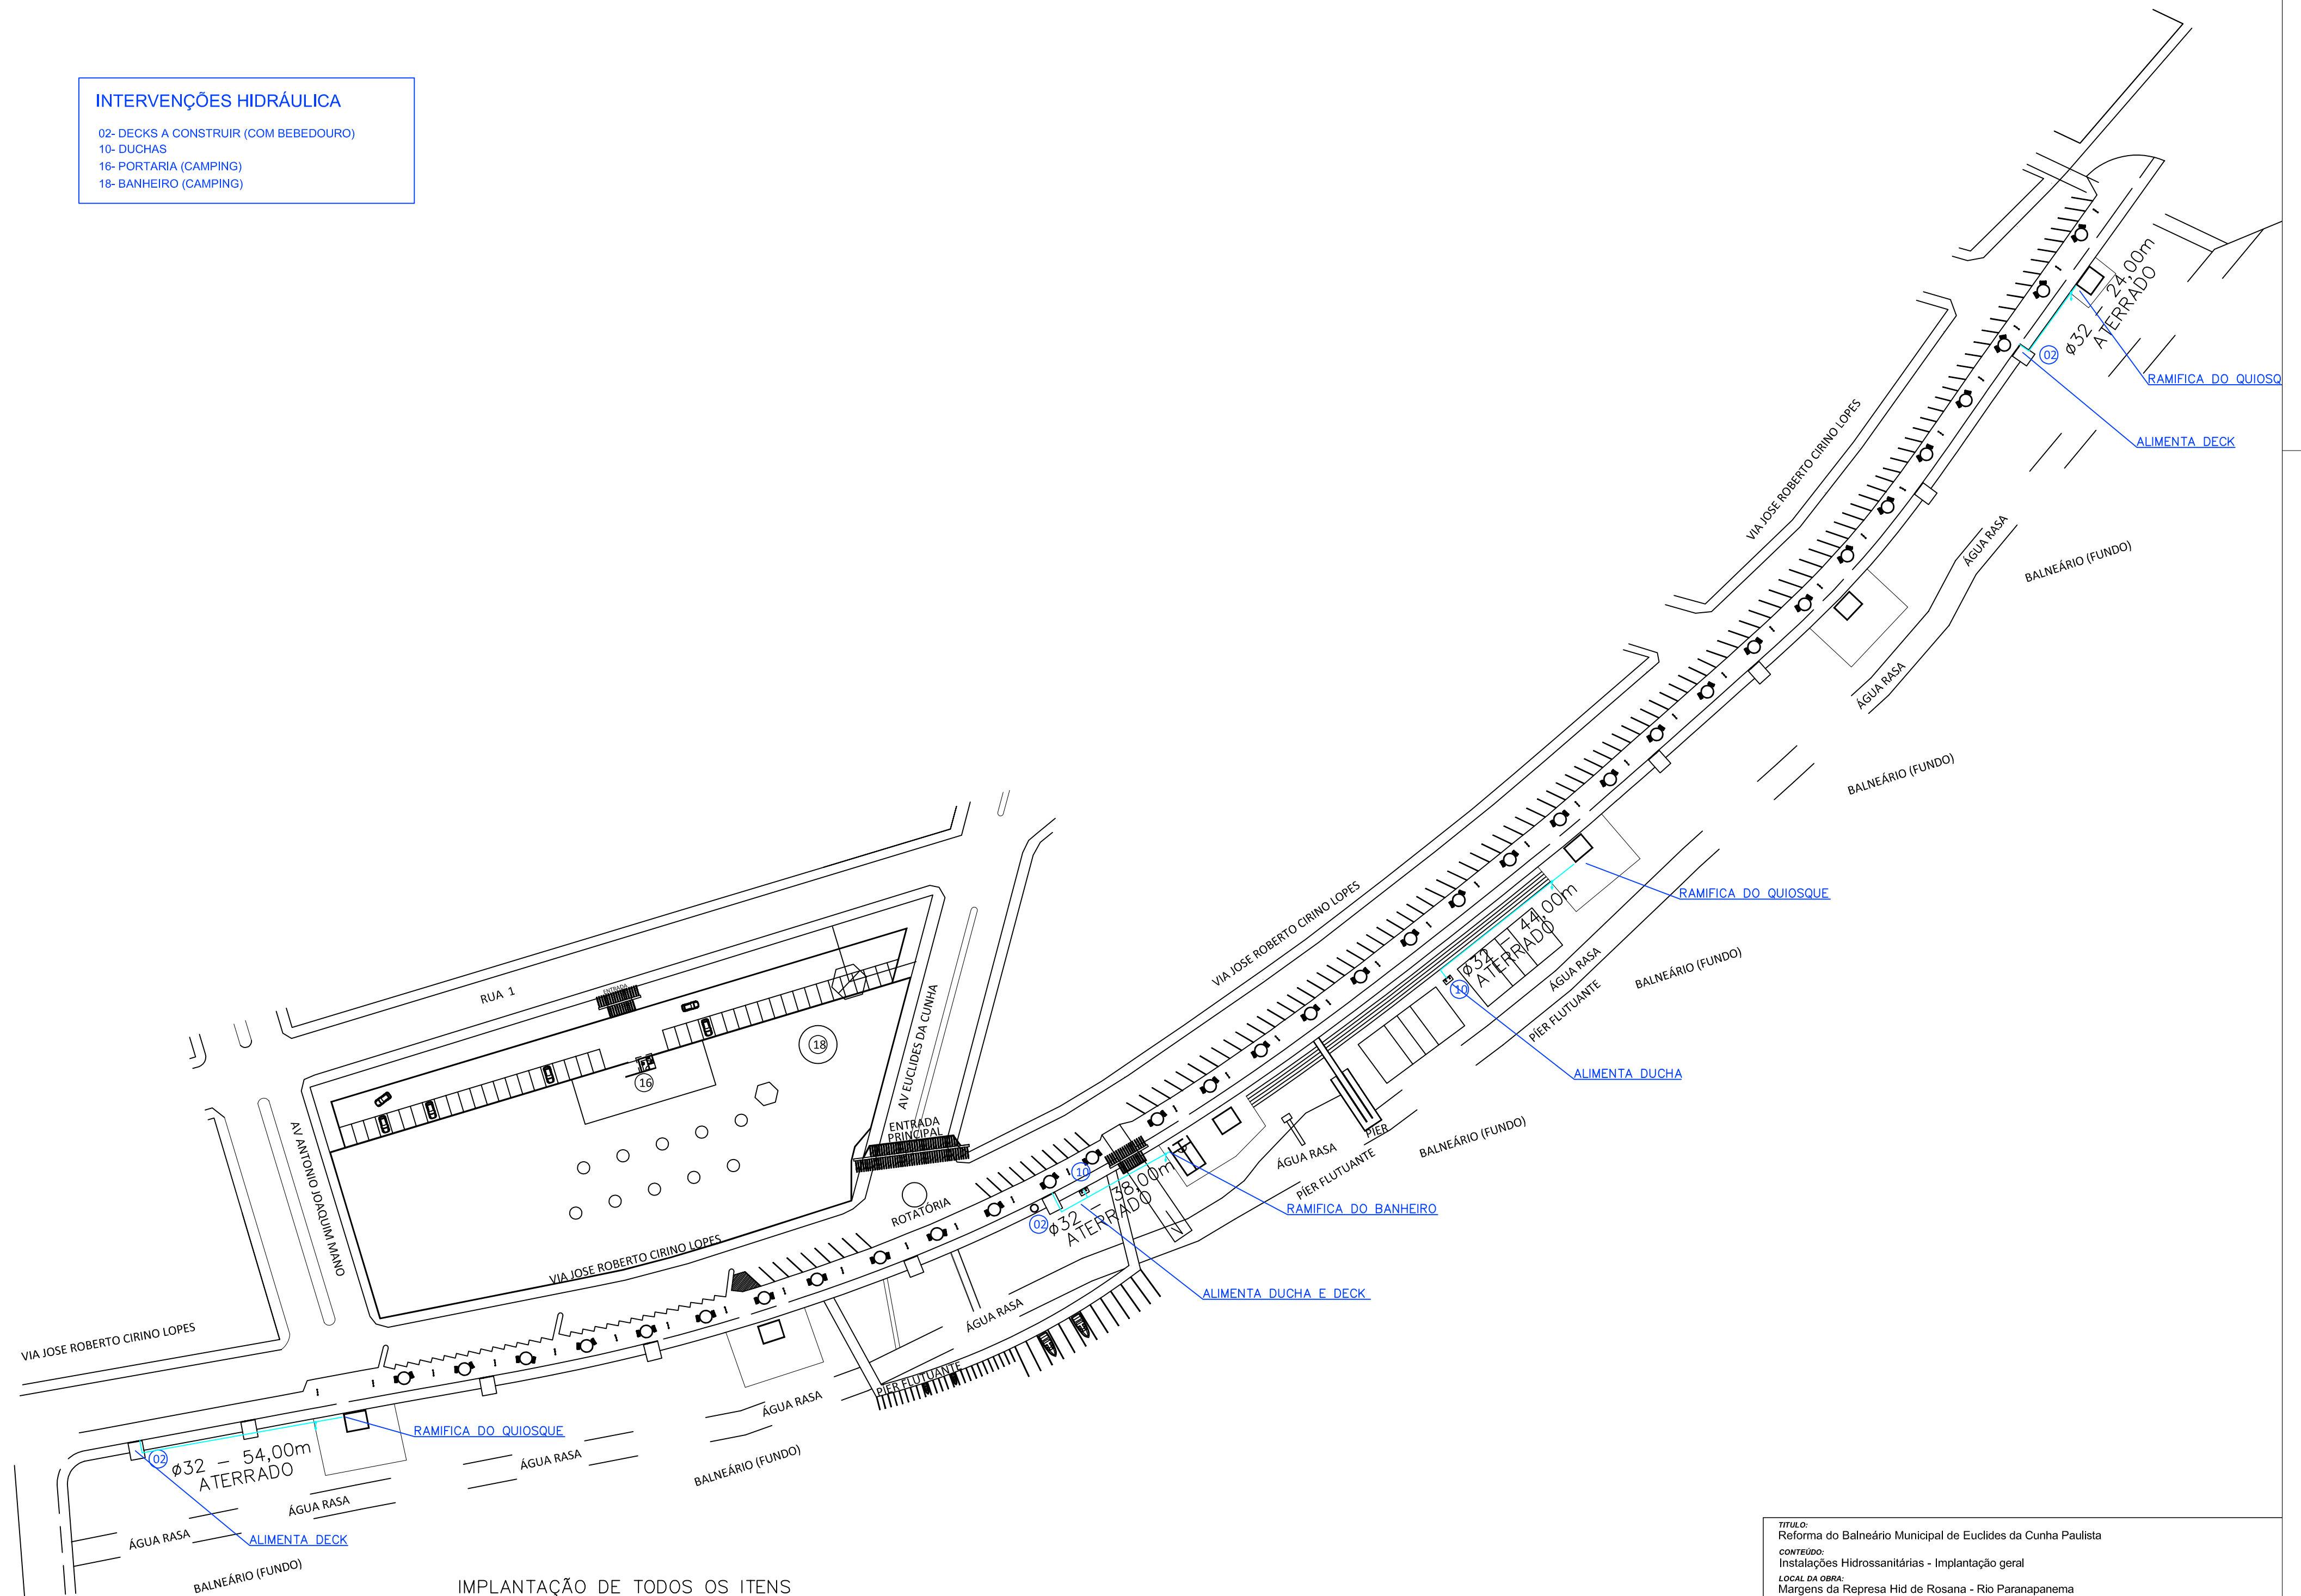 INTERVENÇÕES HIDRÁULICA
02- DECKS A CONSTRUIR (COM BEBEDOURO)
10- DUCHAS
16- PORTARIA (CAMPING)
18- BANHEIRO (CAMPING)
ø32 – 24,00m
ATERRADO
02
RAMIFICA DO QUIOSQ
ALIMENTA DECK
VIA JOSE ROBERTO CIRINO LOPES
ÁGUA RASA
BALNEÁRIO (FUNDO)
ÁGUA RASA
BALNEÁRIO (FUNDO)
VIA JOSE ROBERTO CIRINO LOPES
RAMIFICA DO QUIOSQUE
ø32 – 44,00m
ATERRADO
10
ÁGUA RASA
BALNEÁRIO (FUNDO)
PÍER FLUTUANTE
ALIMENTA DUCHA
RUA 1
ENTRADA
18
16
AV EUCLIDES DA CUNHA
ENTRADA
PRINCIPAL
AV ANTONIO JOAQUIM MANO
PÍER
BALNEÁRIO (FUNDO)
ÁGUA RASA
PÍER FLUTUANTE
10
ROTATÓRIA
02
ø32 – 38,00m
ATERRADO
RAMIFICA DO BANHEIRO
VIA JOSE ROBERTO CIRINO LOPES
ALIMENTA DUCHA E DECK
ÁGUA RASA
VIA JOSE ROBERTO CIRINO LOPES
PÍER FLUTUANTE
ÁGUA RASA
RAMIFICA DO QUIOSQUE
02
ø32 – 54,00m
ATERRADO
ÁGUA RASA
BALNEÁRIO (FUNDO)
ÁGUA RASA
ÁGUA RASA
ALIMENTA DECK
BALNEÁRIO (FUNDO)
IMPLANTAÇÃO DE TODOS OS ITENS
TITULO:
Reforma do Balneário Municipal de Euclides da Cunha Paulista
CONTEÚDO:
Instalações Hidrossanitárias - Implantação geral
LOCAL DA OBRA:
Margens da Represa Hid de Rosana - Rio Paranapanema